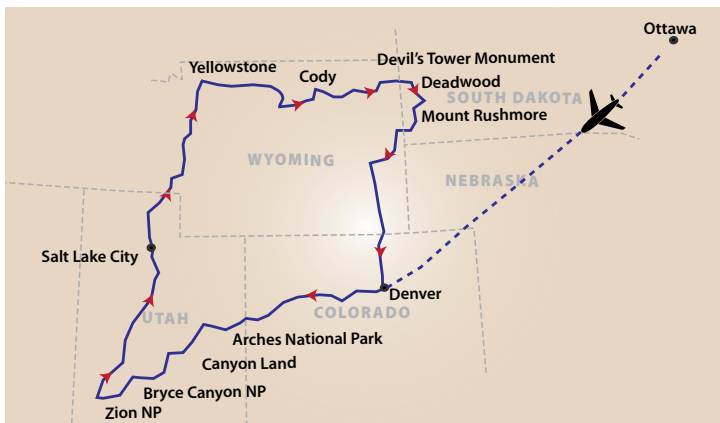 Ottawa
Devil's Tower Monument
Yellowstone
Cody
Deadwood
SOUTH DAKOTA
Mount Rushmore
WYOMING
NEBRASKA
Salt Lake City
Denver
COLORADO
UTAH
Arches National Park
Canyon Land
Bryce Canyon NP
Zion NP